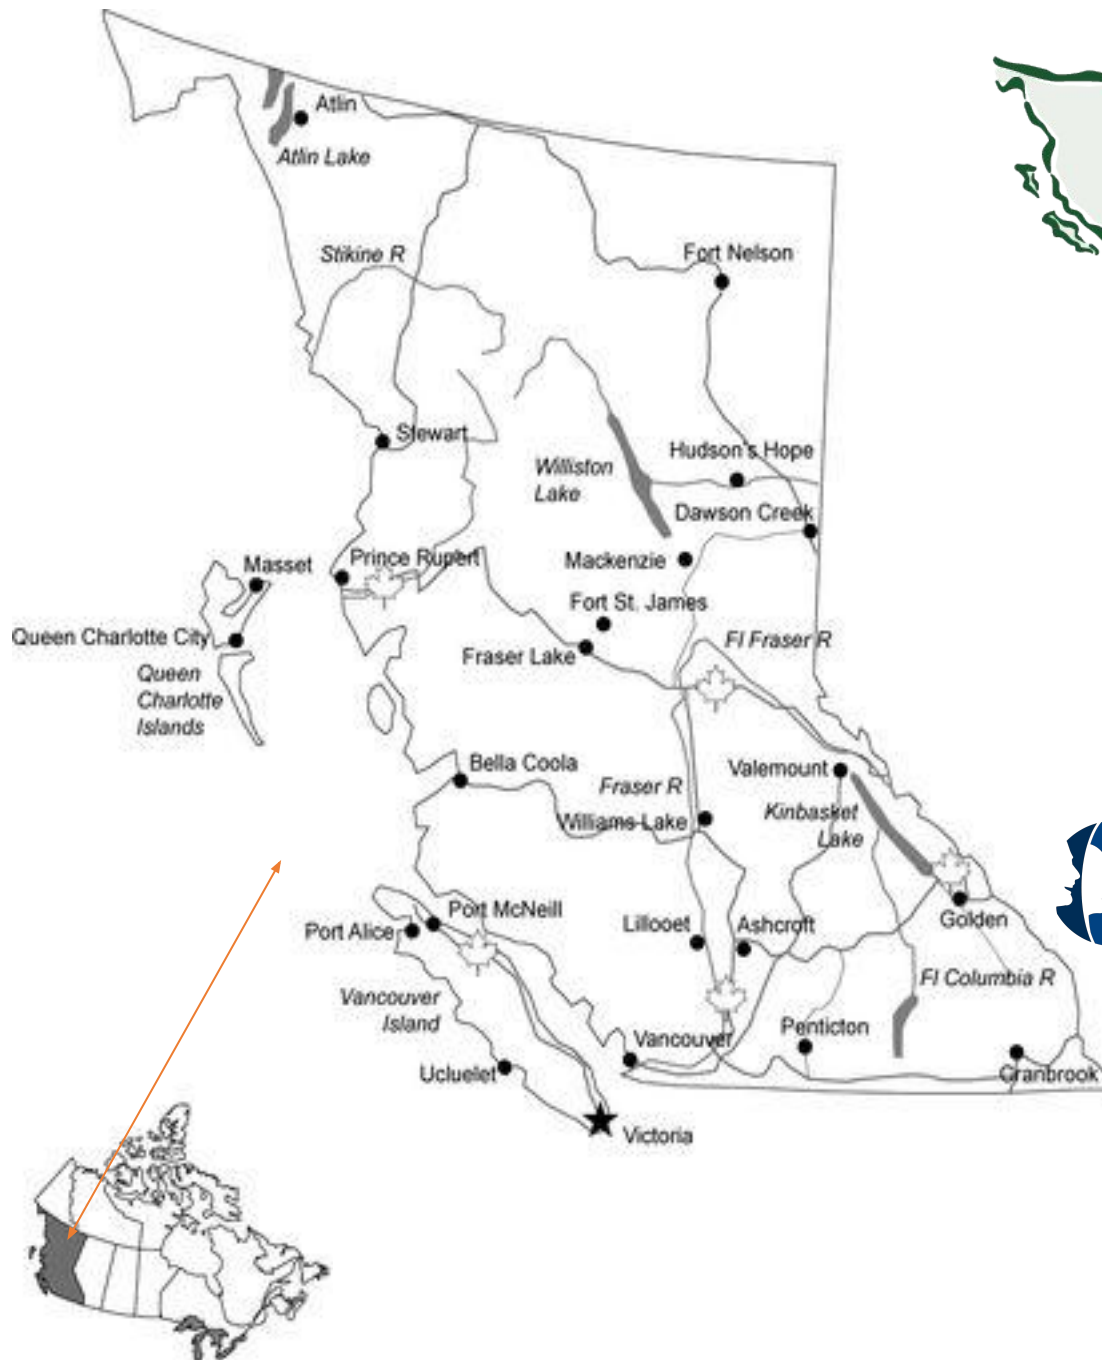 Atlin
Atlin Lake
Stikine R
Fort Nelson
Stewart
Hudson's Hope
Williston
Lake
Dawson Creek
Masset
Prince Rupert
Mackenzie
Fort St. James
Queen Charlotte City
Fraser Lake
FI Fraser R
Queen
Charlotte
Islands
Bella Coola
Fraser R
Valemount
Williams Lake
Kinbasket
Lake
Port McNeill
Port Alice
Lillooet
Ashcroft
Golden
Vancouver
Island
FI Columbia R
Ucluelet
Vancouver
Penticton
Cranbrook
Victoria